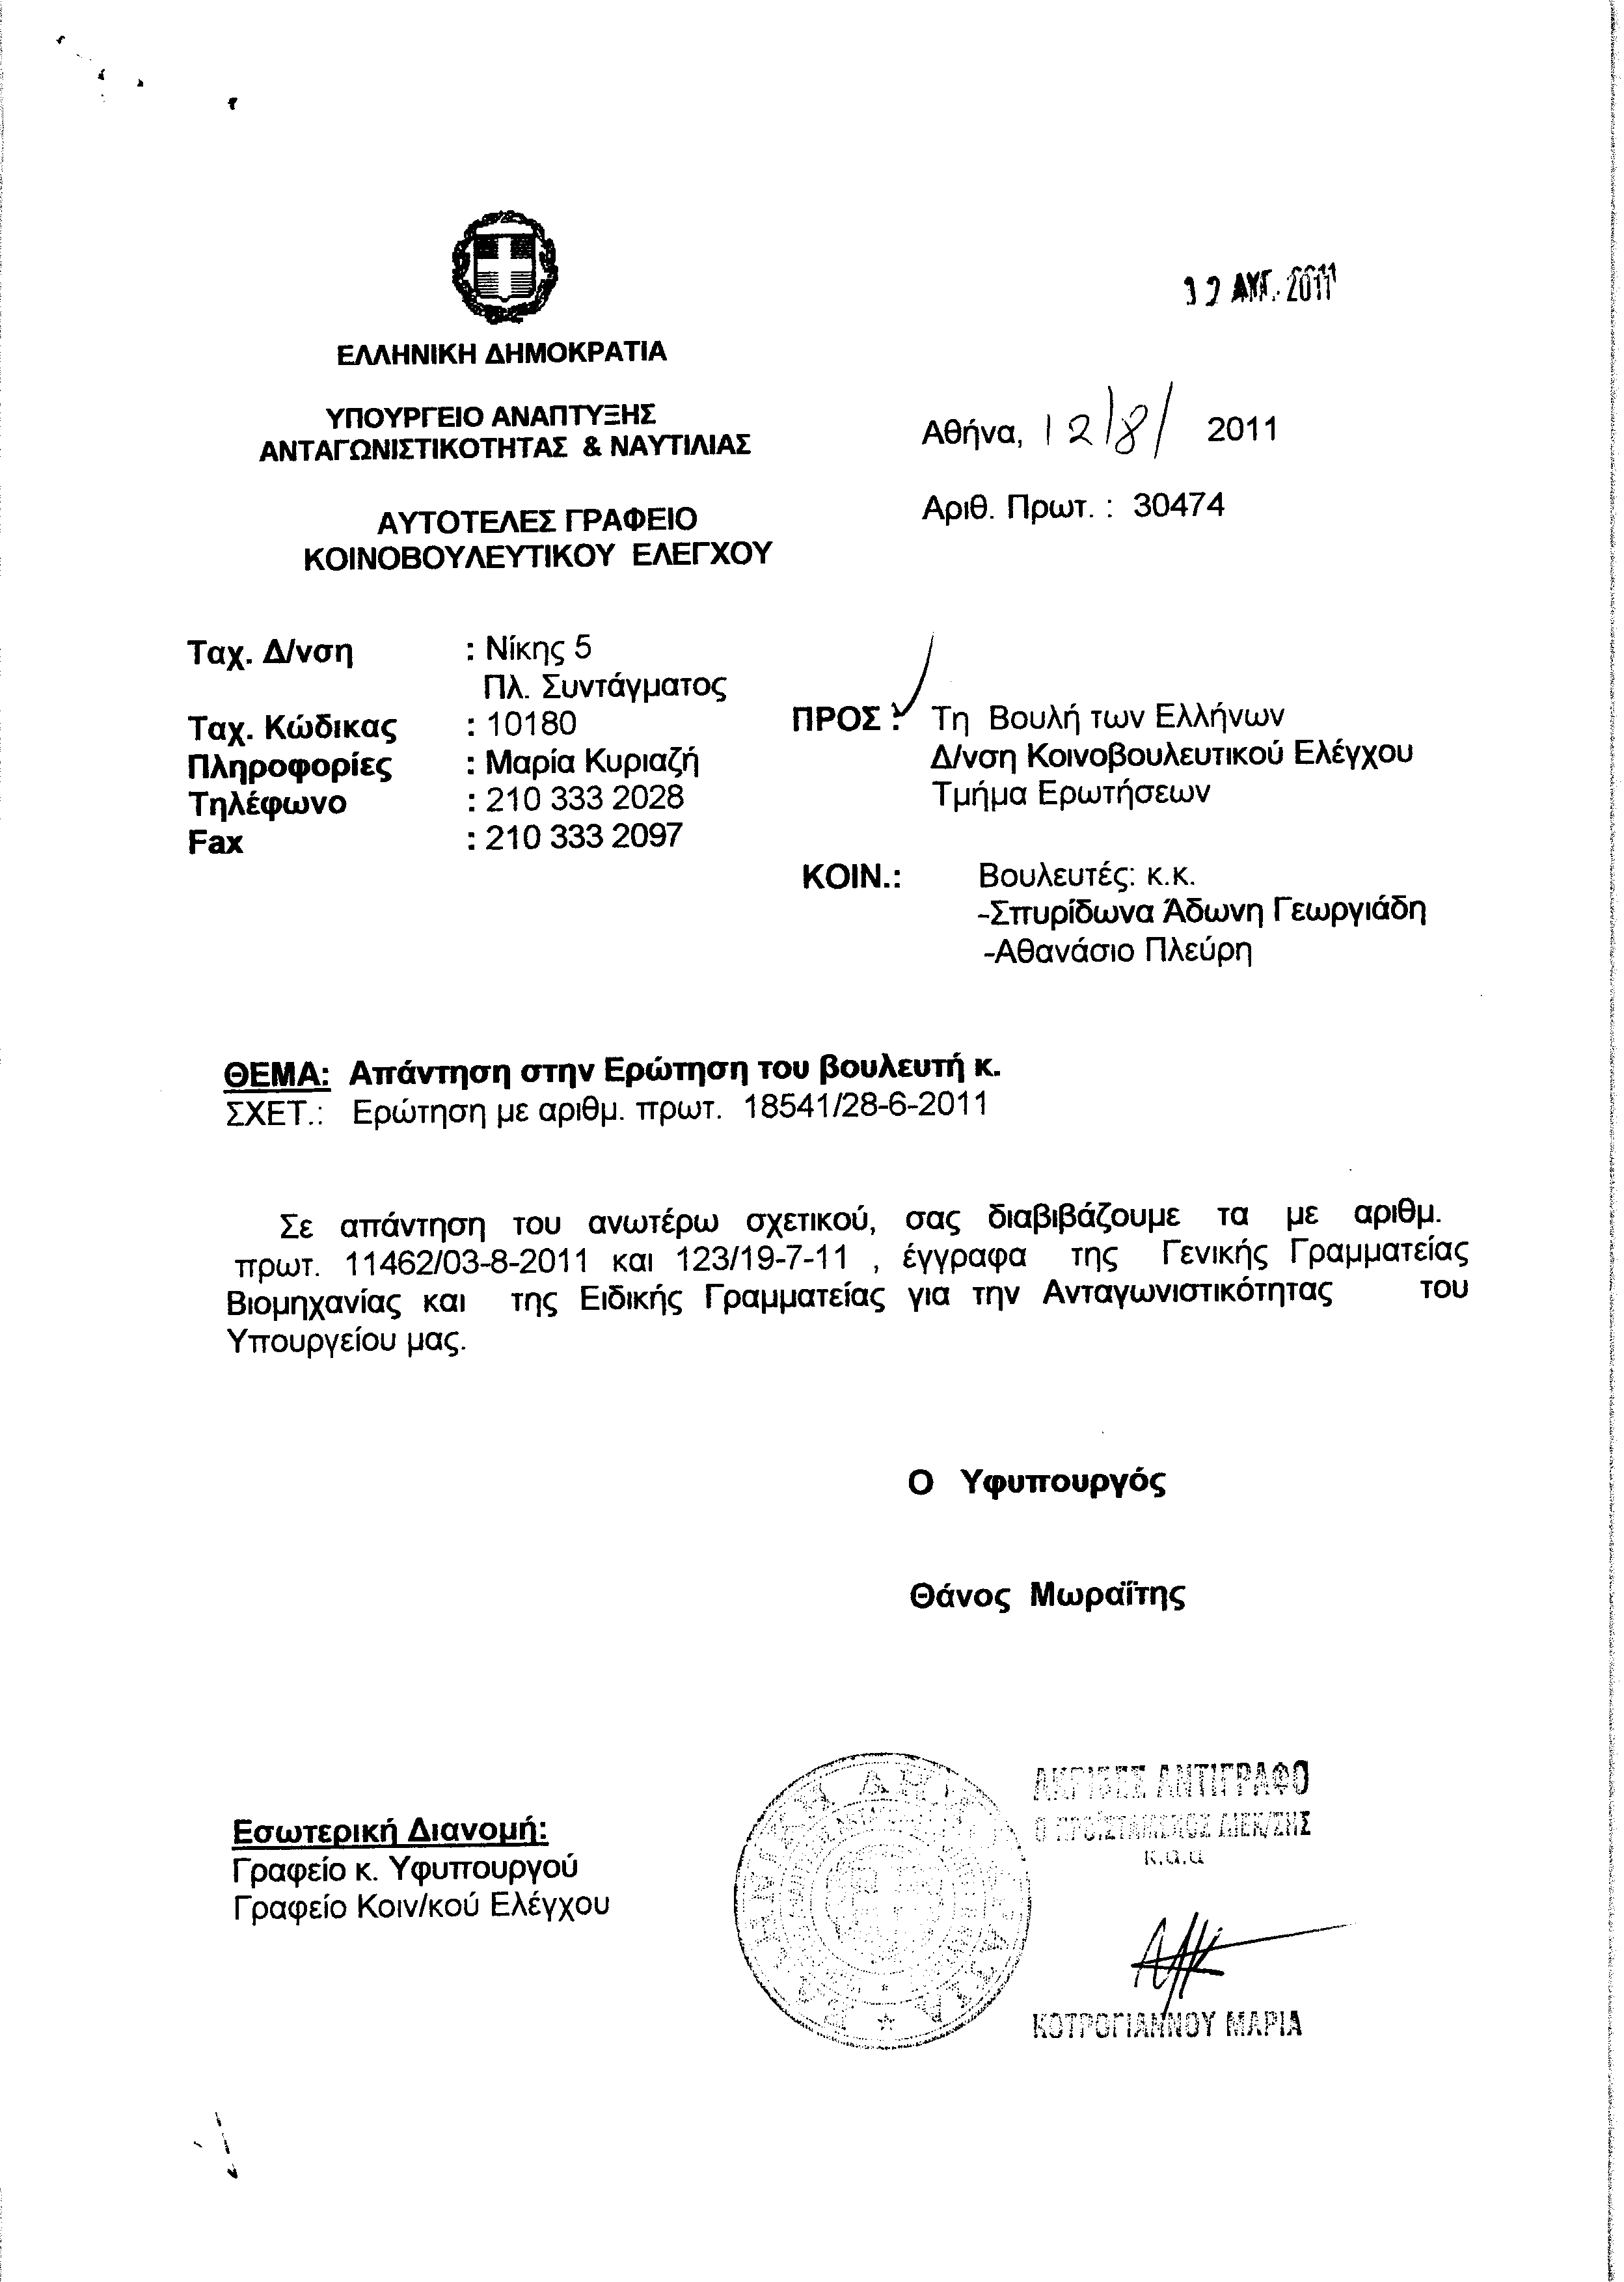 12 ΑΥΓ. 2011
ΕΛΛΗΝΙΚΗ ΔΗΜΟΚΡΑΤΙΑ
ΥΠΟΥΡΓΕΙΟ ΑΝΑΠΤΥΞΗΣ
ΑΝΤΑΓΩΝΙΣΤΙΚΟΤΗΤΑΣ & ΝΑΥΤΙΛΙΑΣ
Αθήνα, 12/8/ 2011
ΑΥΤΟΤΕΛΕΣ ΓΡΑΦΕΙΟ
ΚΟΙΝΟΒΟΥΛΕΥΤΙΚΟΥ ΕΛΕΓΧΟΥ
Αριθ. Πρωτ. : 30474
Ταχ. Δ/νση : Νίκης 5
Πλ. Συντάγματος
Ταχ. Κώδικας : 10180
Πληροφορίες : Μαρία Κυριαζή
Τηλέφωνο : 210 333 2028
Fax : 210 333 2097
ΠΡΟΣ : Τη Βουλή των Ελλήνων
Δ/νση Κοινοβουλευτικού Ελέγχου
Τμήμα Ερωτήσεων
ΚΟΙΝ.: Βουλευτές: κ.κ.
-Σπυρίδωνα Άδωνη Γεωργιάδη
-Αθανάσιο Πλεύρη
ΘΕΜΑ: Απάντηση στην Ερώτηση του βουλευτή κ.
ΣΧΕΤ.: Ερώτηση με αριθμ. πρωτ. 18541/28-6-2011
Σε απάντηση του ανωτέρω σχετικού, σας διαβιβάζουμε τα με αριθμ.
πρωτ. 11462/03-8-2011 και 123/19-7-11 , έγγραφα της Γενικής Γραμματείας
Βιομηχανίας και της Ειδικής Γραμματείας για την Ανταγωνιστικότητας του
Υπουργείου μας.
Ο Υφυπουργός
Θάνος Μωραΐτης
Εσωτερική Διανομή:
Γραφείο κ. Υφυπουργού
Γραφείο Κοιν/κού Ελέγχου
ΑΚΡΙΒΕΣ ΑΝΤΙΓΡΑΦΟ
Ο ΠΡΟΪΣΤΑΜΕΝΟΣ ΔΙΕΚ/ΣΗΣ
κ.α.α
ΚΟΤΡΟΓΙΑΝΝΟΥ ΜΑΡΙΑ